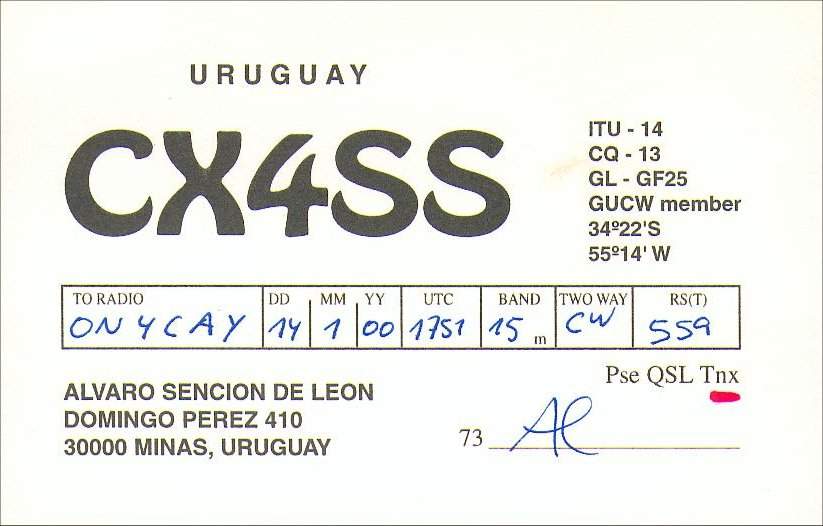 URUGUAY
CX4SS
ITU - 14
CQ - 13
GL - GF25
GUCW member
34º22'S
55º14' W
TO RADIO DD MM YY UTC BAND TWO WAY RS(T)
ON4CAY 14 1 00 1751 15 m CW 559
Pse QSL Tnx
ALVARO SENCION DE LEON
DOMINGO PEREZ 410
30000 MINAS, URUGUAY
73 Al